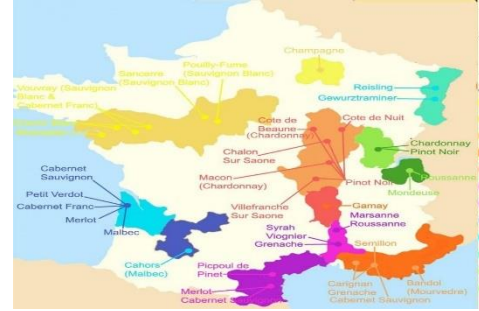 Champagne
Pouilly-Fume
(Sauvignon Blanc)
Sancerre
(Sauvignon Blanc)
Vouvray (Sauvignon
Blanc &
Cabernet Franc)
Reisling
Gewurztraminer
Cote de
Beaune
(Chardonnay)
Cote de Nuit
Chalon
Sur Saone
Chardonnay
Pinot Noir
Macon
(Chardonnay)
Pinot Noir
Roussanne
Mondeuse
Cabernet
Sauvignon
Petit Verdot
Cabernet Franc
Merlot
Malbec
Villefranche
Sur Saone
Gamay
Marsanne
Roussanne
Syrah
Viognier
Grenache
Semillon
Cahors
(Malbec)
Picpoul de
Pinet
Merlot
Cabernet
Carignan
Grenache
Cabernet Sauvignon
Bandol
(Mourvedre)